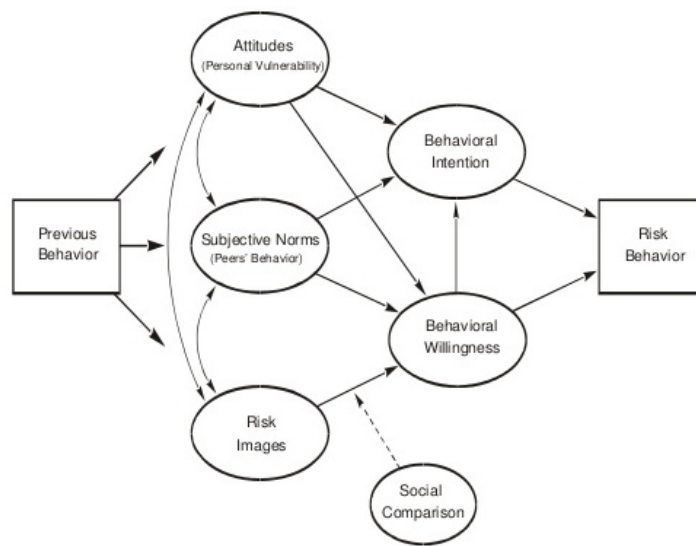 Attitudes
(Personal Vulnerability)
Behavioral
Intention
Previous
Behavior
Subjective Norms
(Peers' Behavior)
Risk
Behavior
Behavioral
Willingness
Risk
Images
Social
Comparison